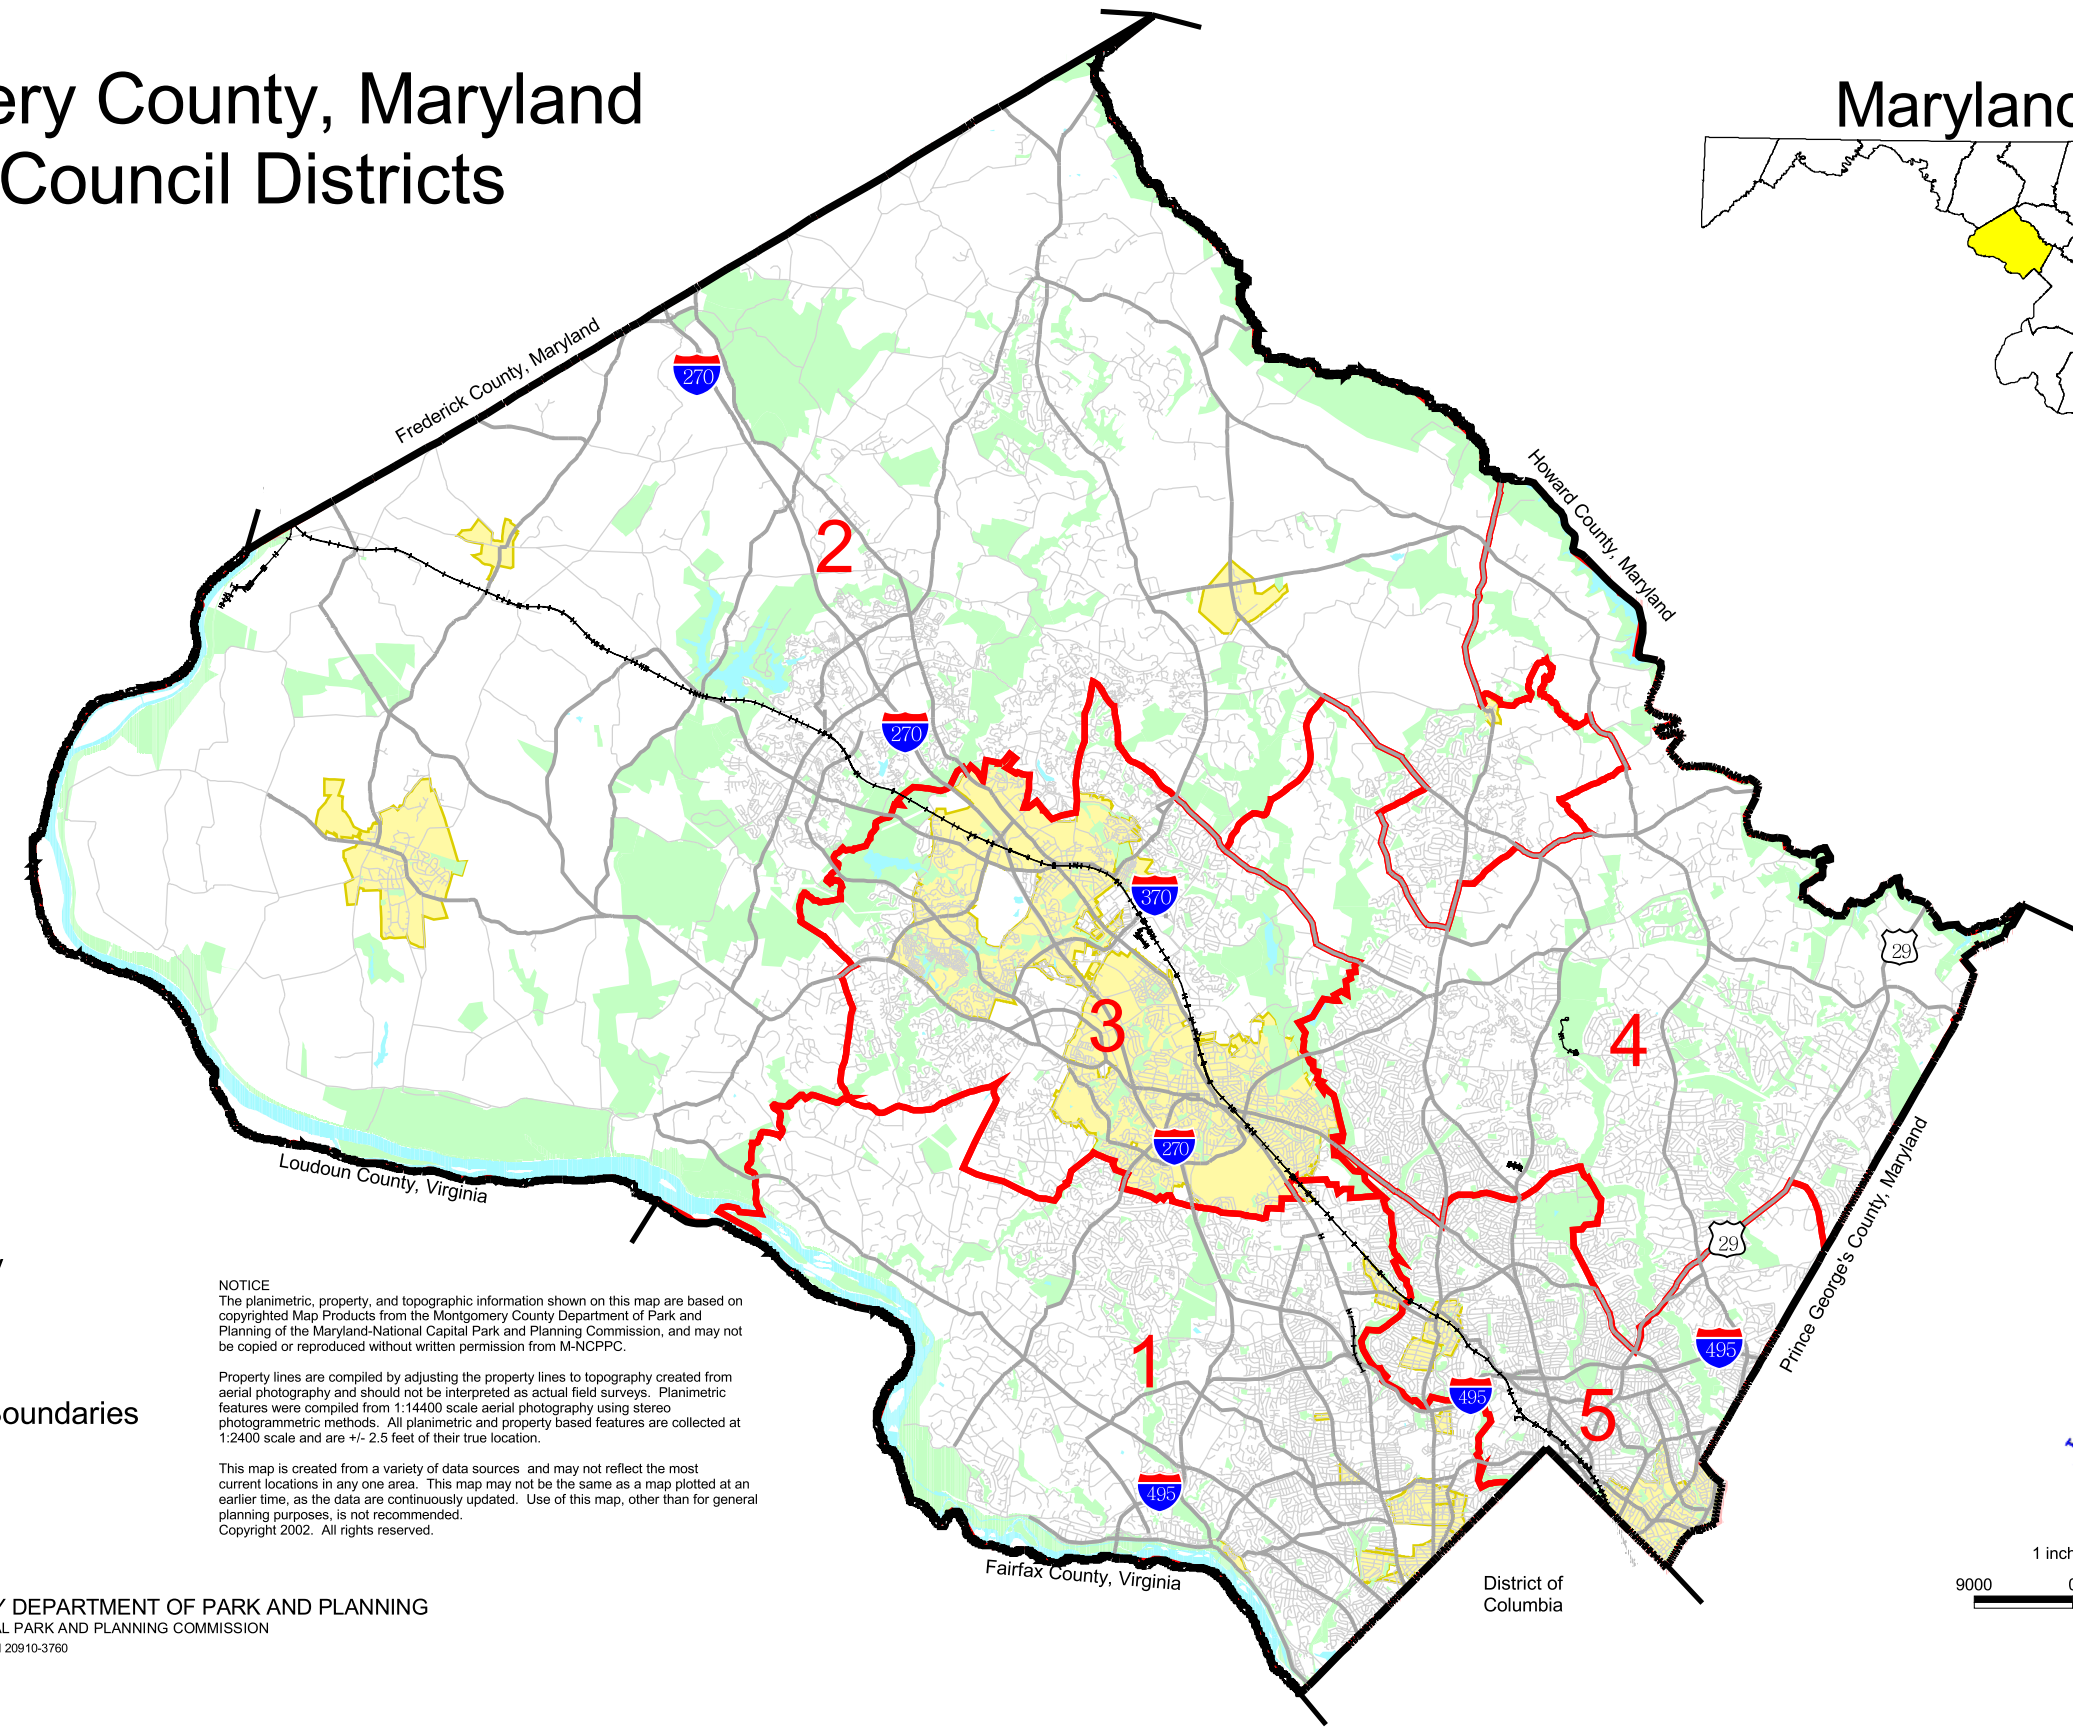 ery County, Maryland
Council Districts
Maryland
Frederick County, Maryland
270
Howard County, Maryland
2
270
370
29
3
4
270
Loudoun County, Virginia
29
Prince George's County, Maryland
NOTICE
The planimetric, property, and topographic information shown on this map are based on
copyrighted Map Products from the Montgomery County Department of Park and
Planning of the Maryland-National Capital Park and Planning Commission, and may not
be copied or reproduced without written permission from M-NCPPC.
Property lines are compiled by adjusting the property lines to topography created from
aerial photography and should not be interpreted as actual field surveys. Planimetric
features were compiled from 1:14400 scale aerial photography using stereo
photogrammetric methods. All planimetric and property based features are collected at
1:2400 scale and are +/- 2.5 feet of their true location.
This map is created from a variety of data sources and may not reflect the most
current locations in any one area. This map may not be the same as a map plotted at an
earlier time, as the data are continuously updated. Use of this map, other than for general
planning purposes, is not recommended.
Copyright 2002. All rights reserved.
1
495
495
5
oundaries
495
Fairfax County, Virginia
District of
Columbia
1 inch
9000 0
Y DEPARTMENT OF PARK AND PLANNING
AL PARK AND PLANNING COMMISSION
20910-3760